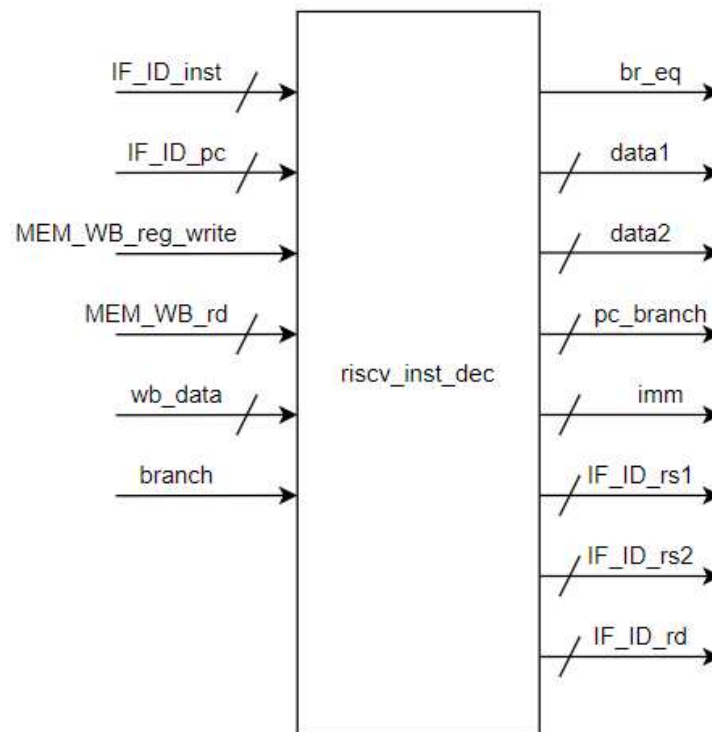 IF_ID_inst
IF_ID_pc
MEM_WB_reg_write
MEM_WB_rd
wb_data
branch
riscv_inst_dec
br_eq
data1
data2
pc_branch
imm
IF_ID_rs1
IF_ID_rs2
IF_ID_rd